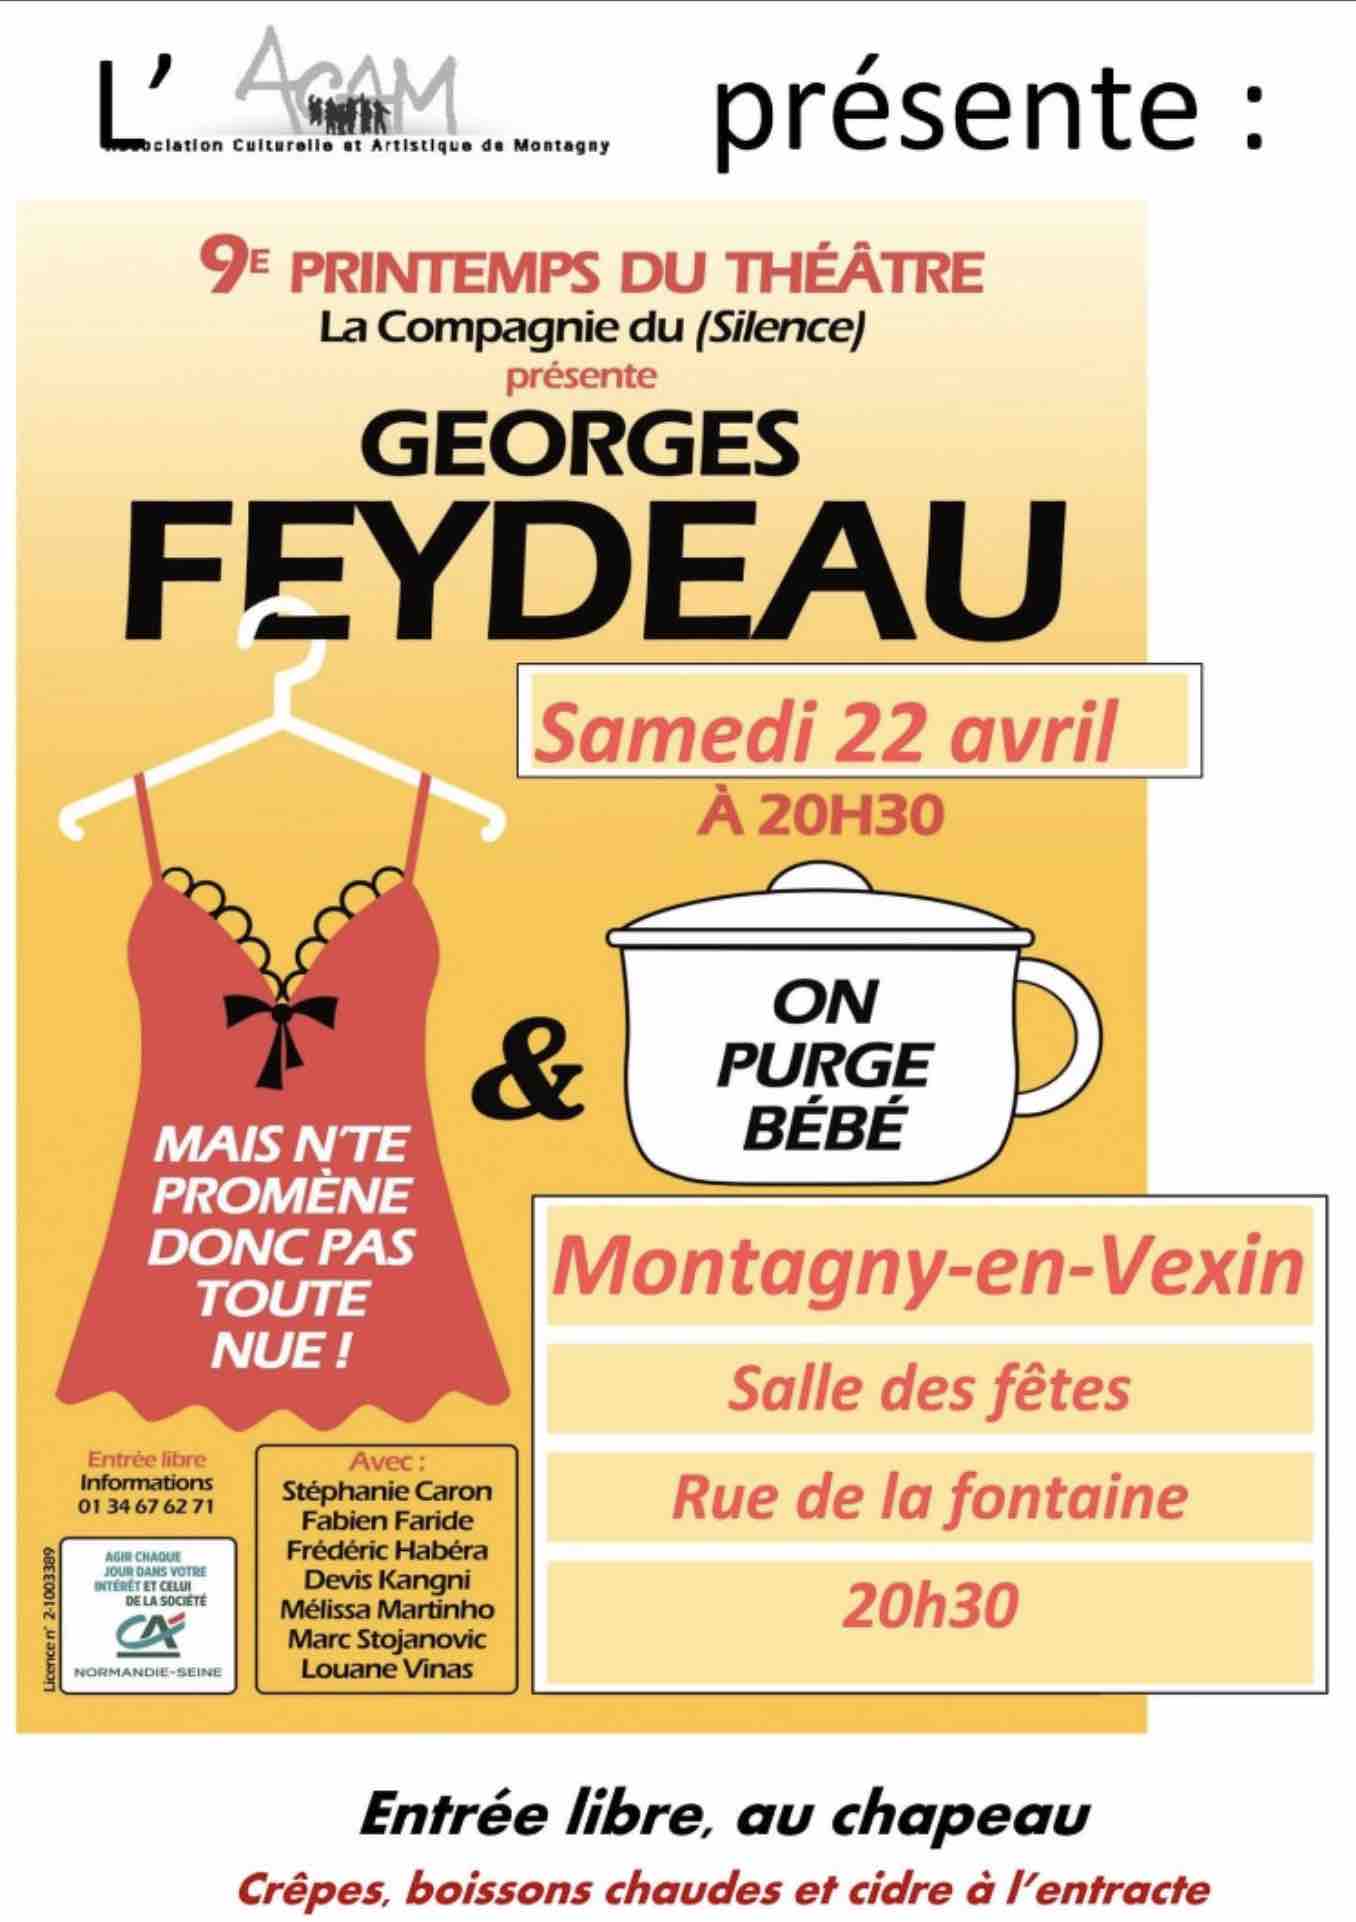 L' ACAM présente :
Association Culturelle et Artistique de Montagny
9E PRINTEMPS DU THÉÂTRE
La Compagnie du (Silence)
présente
GEORGES
FEYDEAU
Samedi 22 avril
À 20H30
MAIS N'TE
PROMÈNE
DONC PAS
TOUTE
NUE !
&
ON
PURGE
BÉBÉ
Montagny-en-Vexin
Salle des fêtes
Rue de la fontaine
20h30
Entrée libre
Informations
01 34 67 62 71
Avec :
Stéphanie Caron
Fabien Faride
Frédéric Habéra
Devis Kangni
Mélissa Martinho
Marc Stojanovic
Louane Vinas
Licence n° 2-1003389
AGIR CHAQUE
JOUR DANS VOTRE
INTÉRÊT ET CELUI
DE LA SOCIÉTÉ
CA
NORMANDIE-SEINE
Entrée libre, au chapeau
Crêpes, boissons chaudes et cidre à l'entracte